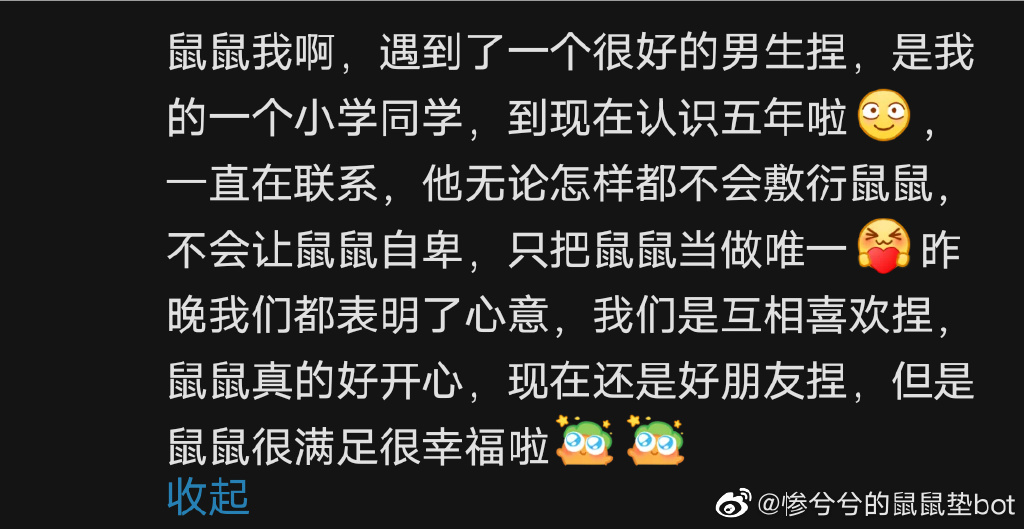 鼠鼠我啊，遇到了一个很好的男生捏，是我
的一个小学同学，到现在认识五年啦，
一直在联系，他无论怎样都不会敷衍鼠鼠，
不会让鼠鼠自卑，只把鼠鼠当做唯一昨
晚我们都表明了心意，我们是互相喜欢捏，
鼠鼠真的好开心，现在还是好朋友捏，但是
鼠鼠很满足很幸福啦
收起
@惨兮兮的鼠鼠垫bot